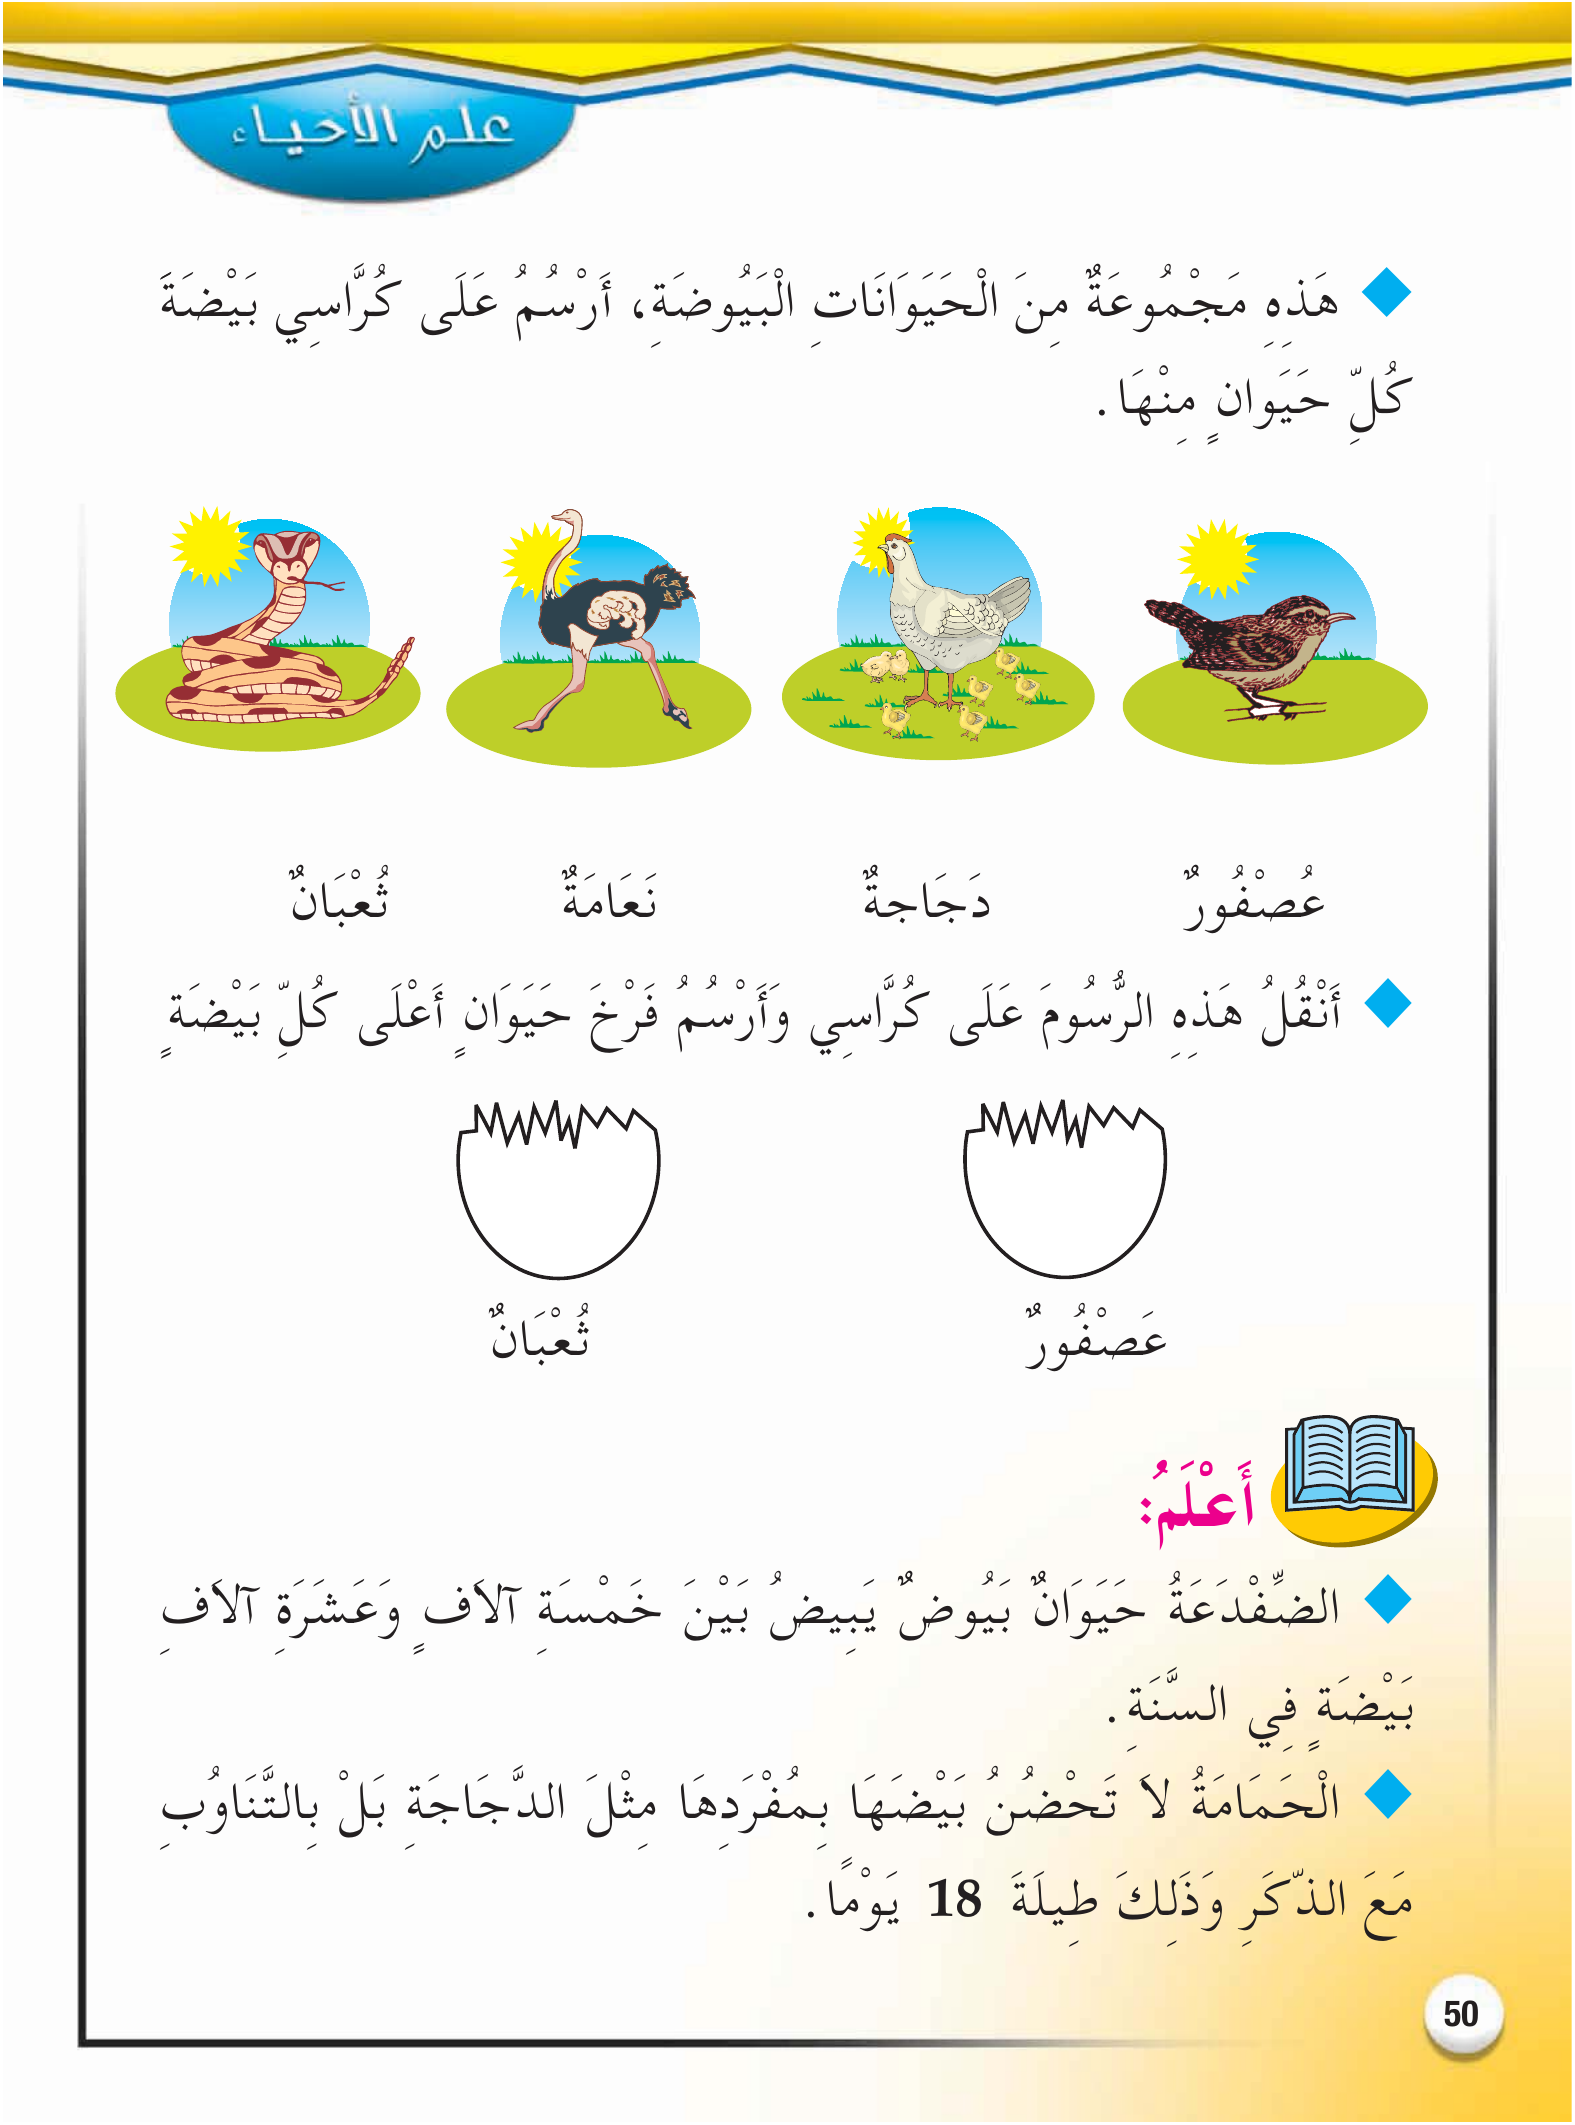 علم الأحياء
هَذِهِ مَجْمُوعَةٌ مِنَ الْحَيَوَانَاتِ الْبَيُوضَةِ، أَرْسُمُ عَلَى كُرَّاسِي بَيْضَةَ
كُلِّ حَيَوانٍ مِنْهَا.
عُصْفُورٌ دَجَاجةٌ نَعَامَةٌ ثُعْبَانٌ
أَنْقُلُ هَذِهِ الرُّسُومَ عَلَى كُرَّاسِي وَأَرْسُمُ فَرْخَ حَيَوَانٍ أَعْلَى كُلِّ بَيْضَةٍ
عَصْفُورٌ ثُعْبَانٌ
أَعْلَمُ:
الضِّفْدَعَةُ حَيَوَانٌ بَيُوضٌ يَبِيضُ بَيْنَ خَمْسَةِ آلاَفٍ وَعَشَرَةِ آلاَفِ
بَيْضَةٍ فِي السَّنَةِ.
الْحَمَامَةُ لاَ تَحْضُنُ بَيْضَهَا بِمُفْرَدِهَا مِثْلَ الدَّجَاجَةِ بَلْ بِالتَّنَاوُبِ
مَعَ الذّكَرِ وَذَلِكَ طِيلَةَ 18 يَوْمًا.
50